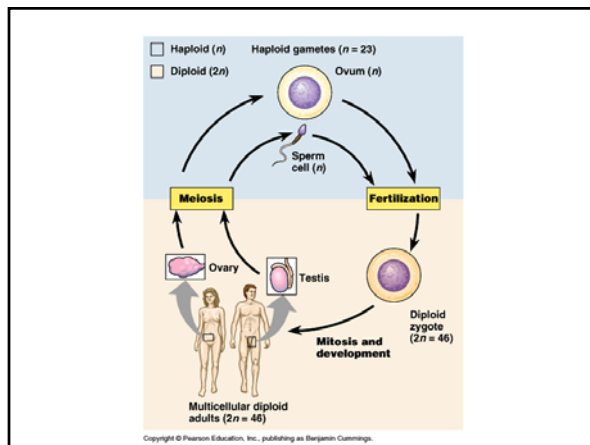 Haploid (n)
Haploid gametes (n = 23)
Diploid (2n)
Ovum (n)
Sperm
cell (n)
Meiosis
Fertilization
Ovary
Testis
Diploid
zygote
(2n = 46)
Mitosis and
development
Multicellular diploid
adults (2n = 46)
Copyright © Pearson Education, Inc., publishing as Benjamin Cummings.